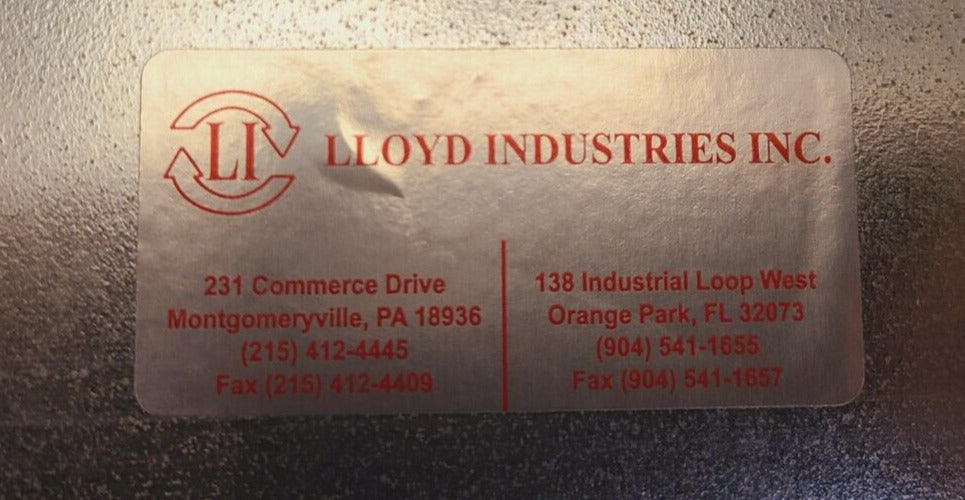 LI
LLOYD INDUSTRIES INC.
231 Commerce Drive
Montgomeryville, PA 18936
(215) 412-4445
Fax (215) 412-4409
138 Industrial Loop West
Orange Park, FL 32073
(904) 541-1655
Fax (904) 541-1657